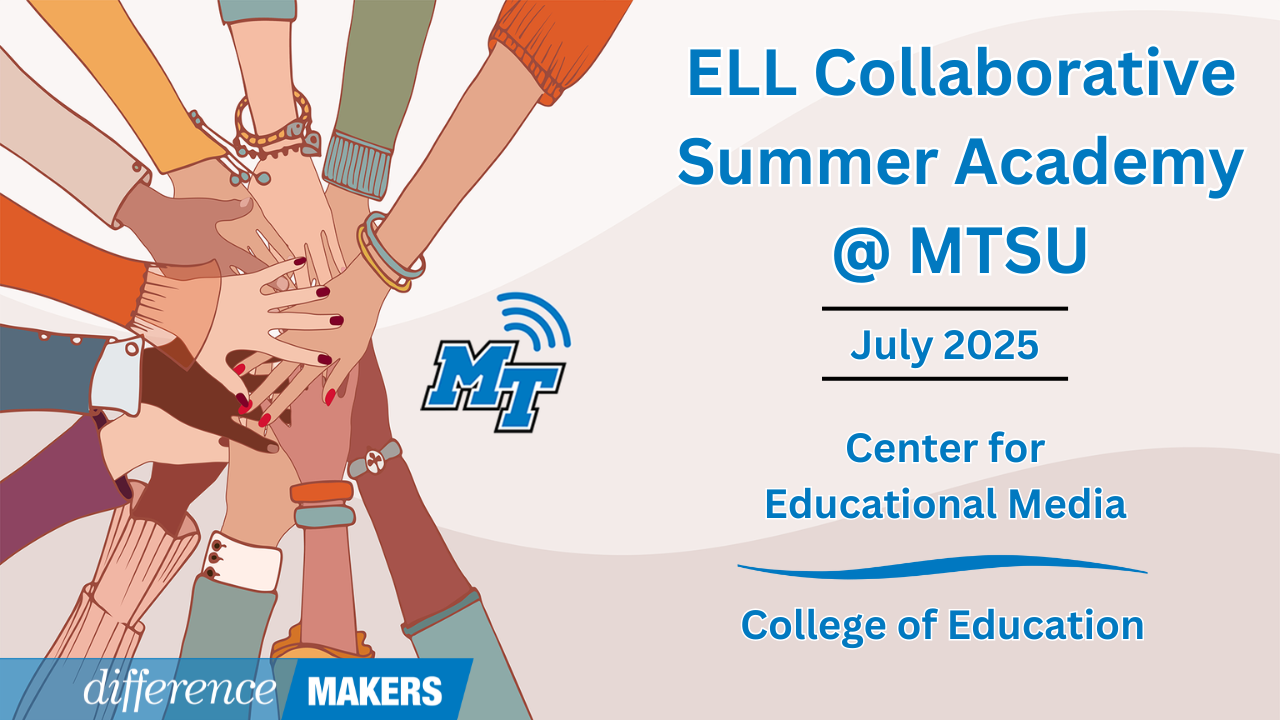 ELL Collaborative
Summer Academy
@ MTSU
July 2025
MT
Center for
Educational Media
College of Education
difference MAKERS